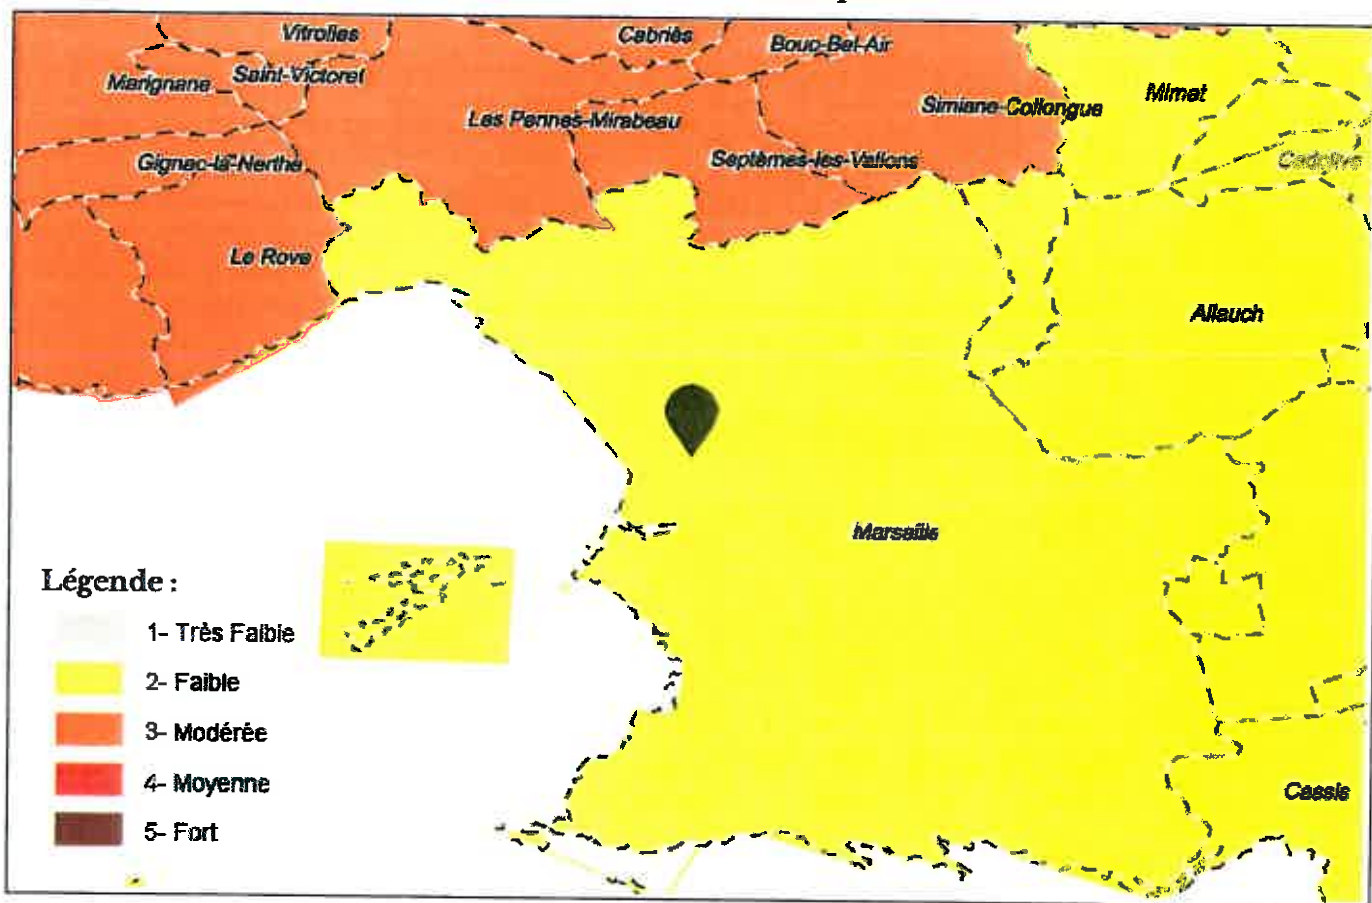 Vitrolles
Cabriès
Bouc-Bel-Air
Marignane
Saint-Victoret
Mimet
Simiane-Collongue
Les Pennes-Mirabeau
Gignac-la-Nerthe
Septèmes-les-Vallons
Cadolive
Le Rove
Allauch
Marseille
Légende :
1- Très Faible
2- Faible
3- Modérée
4- Moyenne
5- Fort
Cassis